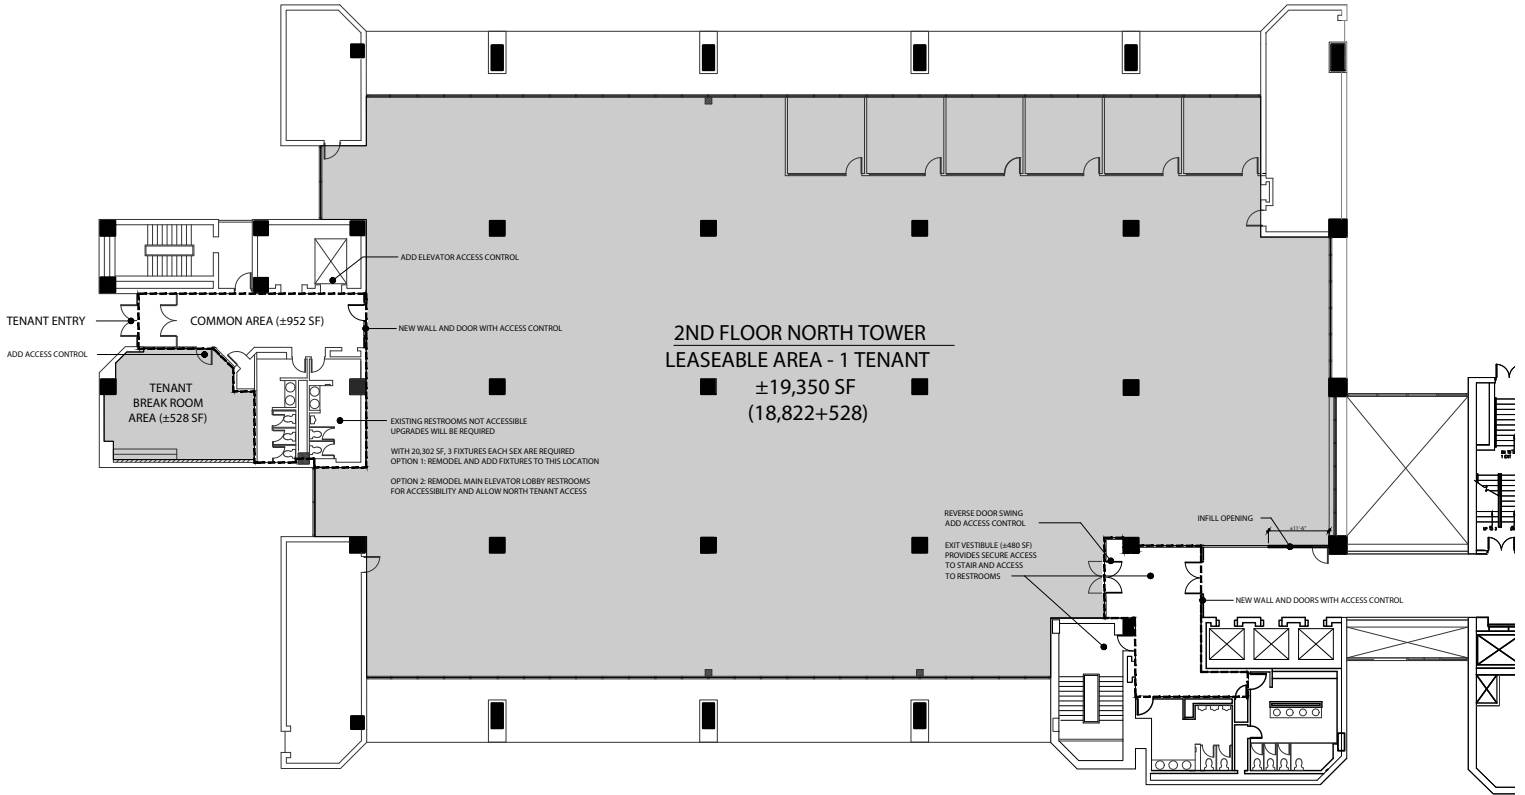 ADD ELEVATOR ACCESS CONTROL
TENANT ENTRY
COMMON AREA (±952 SF)
NEW WALL AND DOOR WITH ACCESS CONTROL
ADD ACCESS CONTROL
TENANT
BREAK ROOM
AREA (±528 SF)
2ND FLOOR NORTH TOWER
LEASEABLE AREA - 1 TENANT
±19,350 SF
(18,822+528)
EXISTING RESTROOMS NOT ACCESSIBLE
UPGRADES WILL BE REQUIRED
WITH 20,302 SF, 3 FIXTURES EACH SEX ARE REQUIRED
OPTION 1: REMODEL AND ADD FIXTURES TO THIS LOCATION
OPTION 2: REMODEL MAIN ELEVATOR LOBBY RESTROOMS
FOR ACCESSIBILITY AND ALLOW NORTH TENANT ACCESS
REVERSE DOOR SWING
ADD ACCESS CONTROL
EXIT VESTIBULE (±480 SF)
PROVIDES SECURE ACCESS
TO STAIR AND ACCESS
TO RESTROOMS
INFILL OPENING
±11'-6"
NEW WALL AND DOORS WITH ACCESS CONTROL